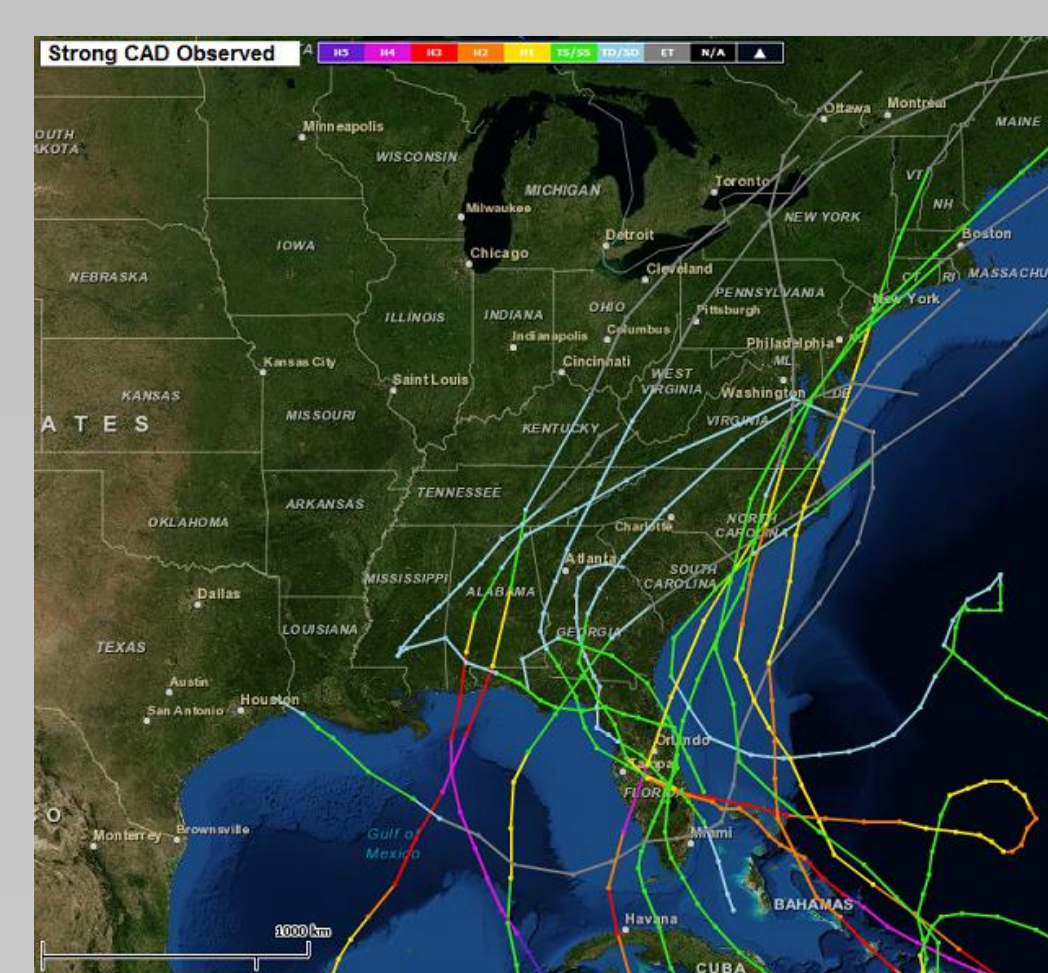 Strong CAD Observed
H5 H4 H3 H2 H1 TS/SS TD/SD ET N/A
Ottawa
Montreal
MAINE
Minneapolis
OUTH
AKOTA
WISCONSIN
VT
Toronto
MICHIGAN
NH
Milwaukee
NEW YORK
Detroit
Boston
IOWA
Chicago
Cleveland
NEBRASKA
CT
RI
MASSACHU
PENNSYLVANIA
New York
OHIO
Pittsburgh
ILLINOIS
INDIANA
Columbus
Indianapolis
Philadelphia
Kansas City
Cincinnati
WEST
VIRGINIA
Saint Louis
Washington
DE
KANSAS
MISSOURI
A T E S
KENTUCKY
VIRGINIA
TENNESSEE
ARKANSAS
OKLAHOMA
Charlotte
NORTH
CAROLINA
Atlanta
SOUTH
CAROLINA
MISSISSIPPI
ALABAMA
Dallas
LOUISIANA
GEORGIA
TEXAS
Austin
Houston
San Antonio
Orlando
Tampa
FLORIDA
O
Monterrey
Brownsville
Gulf of
Mexico
Miami
BAHAMAS
1000 km
Havana
CUBA